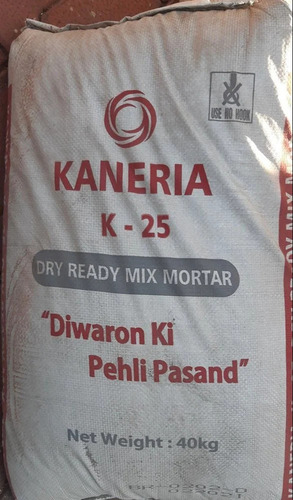 USE NO HOOK
KANERIA
K - 25
DRY READY MIX MORTAR
"Diwaron Ki
Pehli Pasand"
Net Weight : 40kg